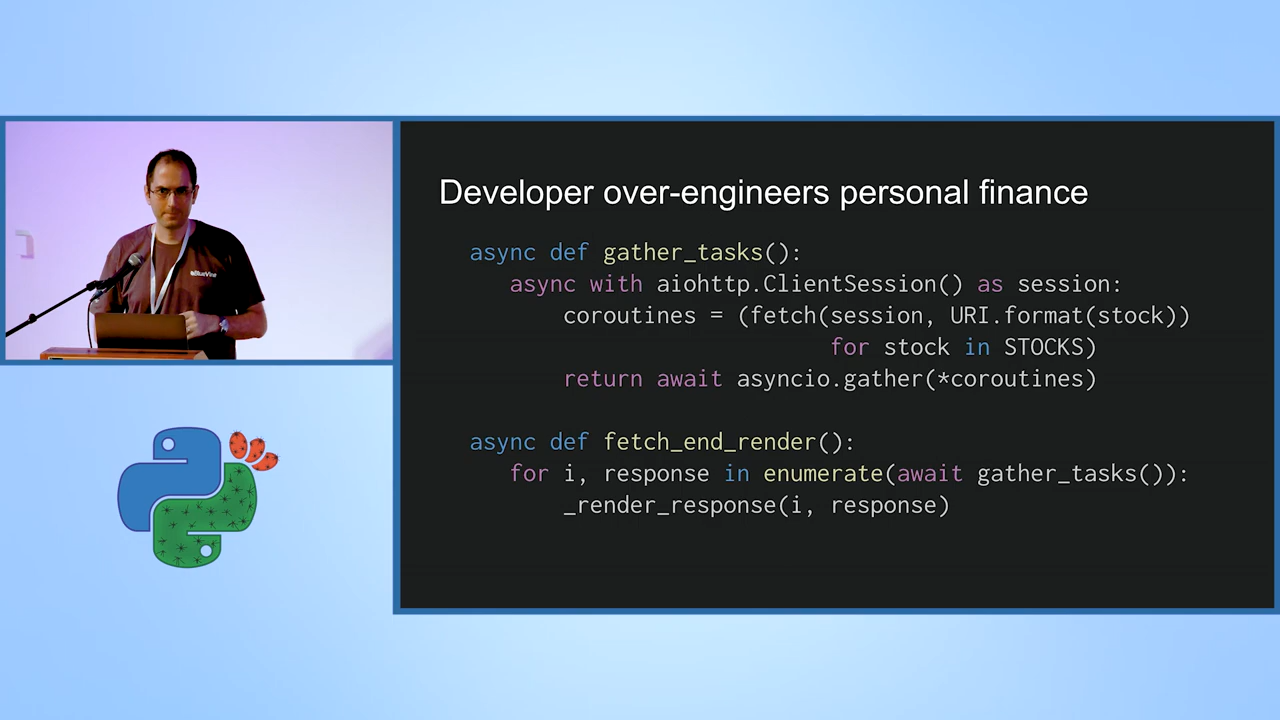 BlueVine
Developer over-engineers personal finance
async def gather_tasks():
async with aiohttp.ClientSession() as session:
coroutines = (fetch(session, URI.format(stock))
for stock in STOCKS)
return await asyncio.gather(*coroutines)
async def fetch_end_render():
for i, response in enumerate(await gather_tasks()):
_render_response(i, response)